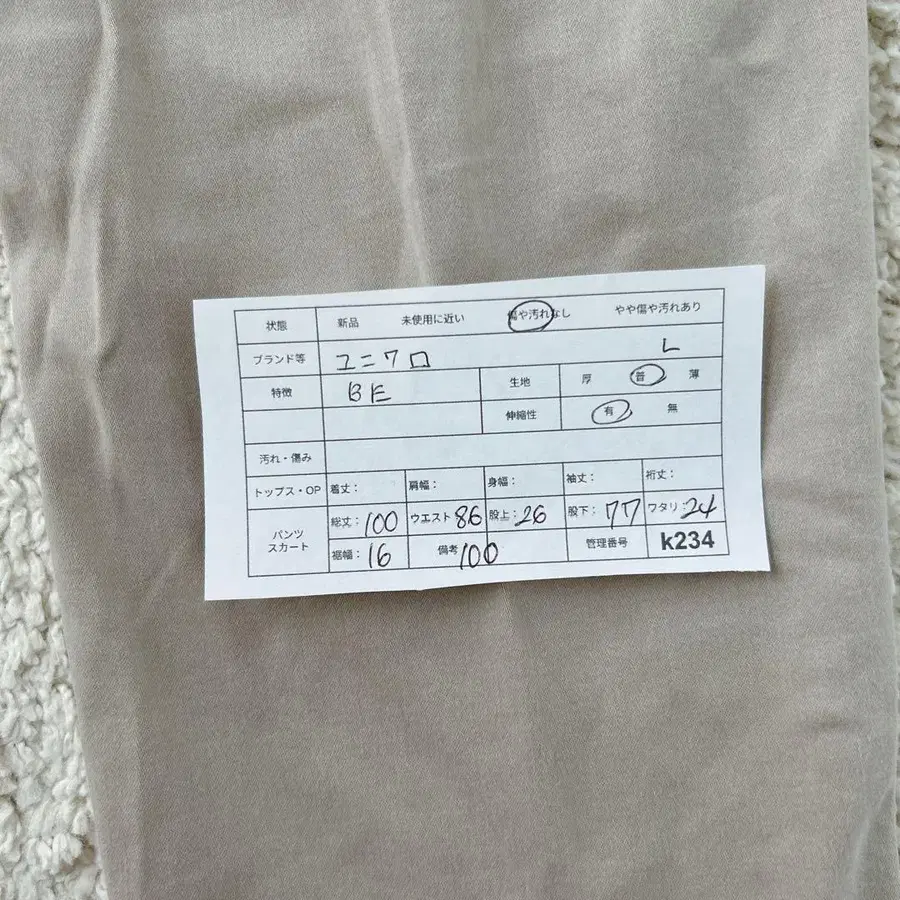 状態 新品 未使用に近い 傷や汚れなし やや傷や汚れあり
ブランド等 ユニクロ L
特徴 BE 生地 厚 普 薄
伸縮性 有 無
汚れ・傷み
トップス・OP 着丈： 肩幅： 身幅： 袖丈： 裄丈：
パンツ スカート 総丈：100 ウエスト86 股上：26 股下：77 ワタリ：24
裾幅：16 備考 100 管理番号 k234